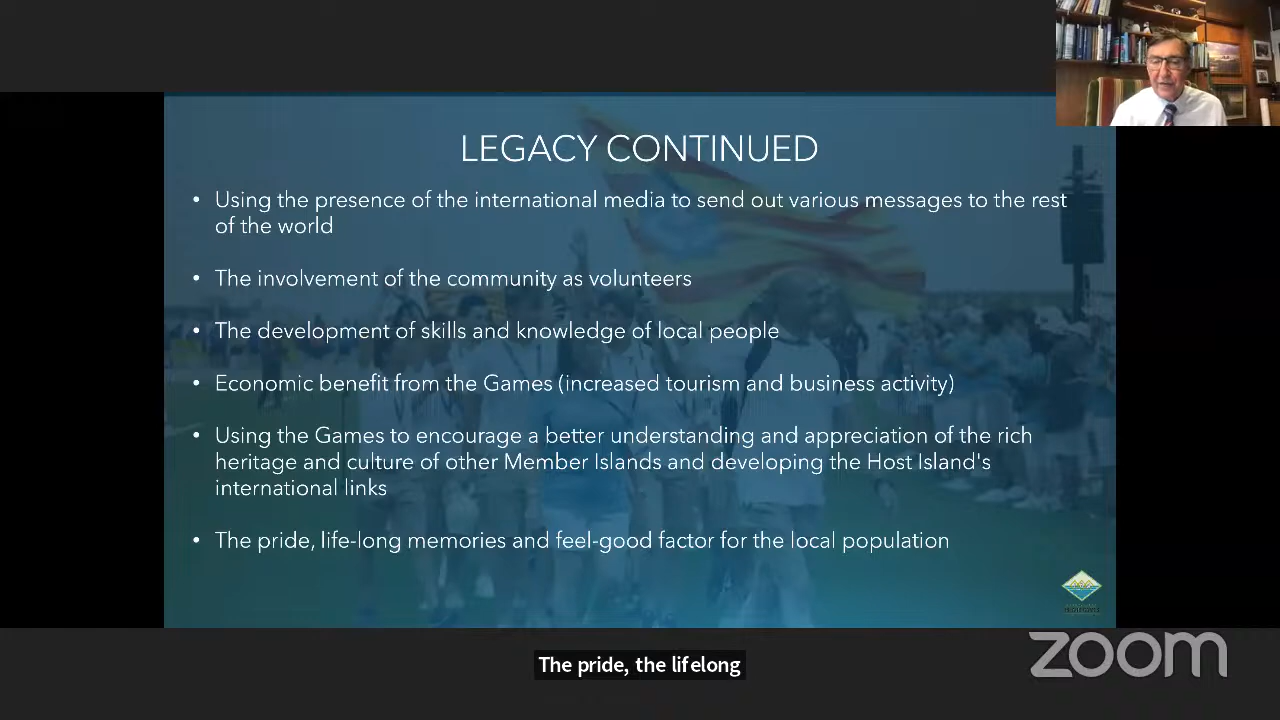 LEGACY CONTINUED
• Using the presence of the international media to send out various messages to the rest
of the world
• The involvement of the community as volunteers
• The development of skills and knowledge of local people
• Economic benefit from the Games (increased tourism and business activity)
• Using the Games to encourage a better understanding and appreciation of the rich
heritage and culture of other Member Islands and developing the Host Island's
international links
• The pride, life-long memories and feel-good factor for the local population
The pride, the lifelong
zoom